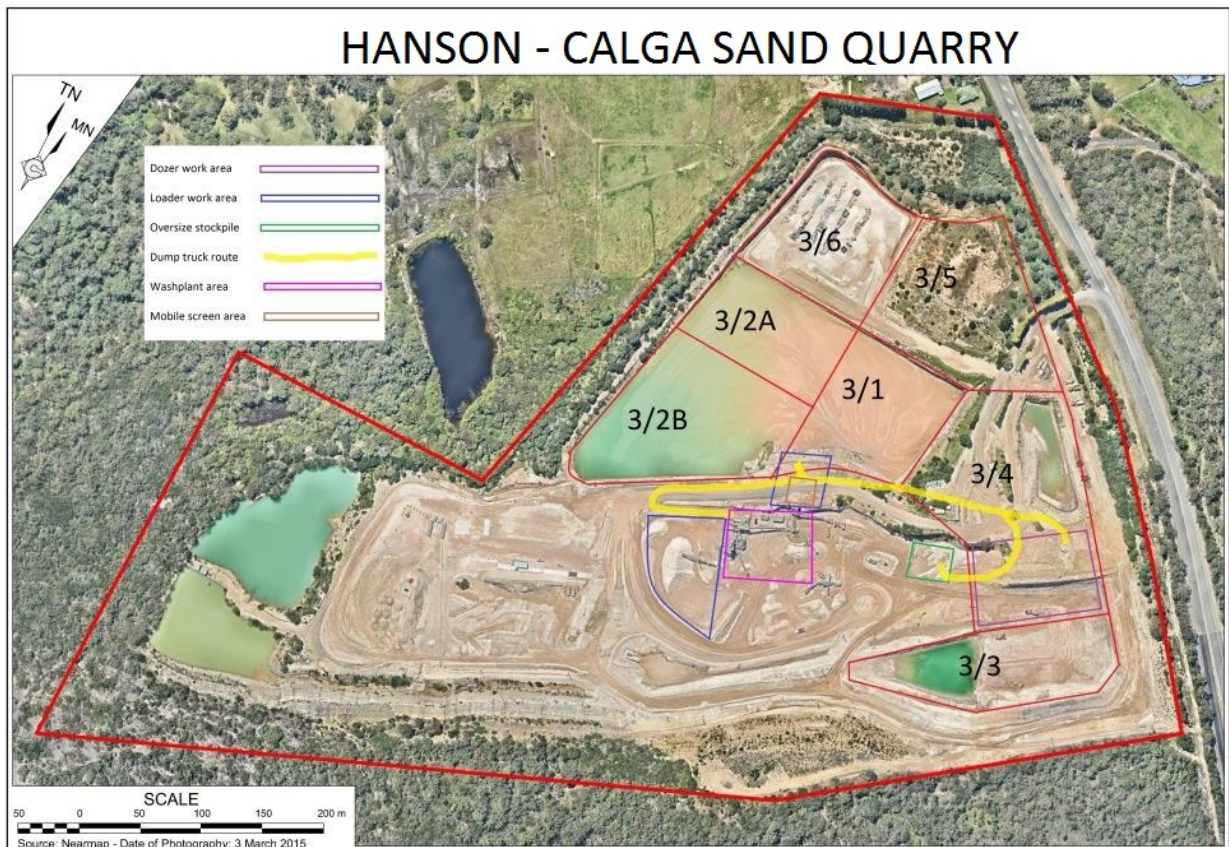 HANSON - CALGA SAND QUARRY
TN
MN
Dozer work area
Loader work area
Oversize stockpile
Dump truck route
Washplant area
Mobile screen area
3/6
3/5
3/2A
3/1
3/2B
3/4
3/3
SCALE
50 0 50 100 150 200 m
Source: Nearmap - Date of Photography: 3 March 2015